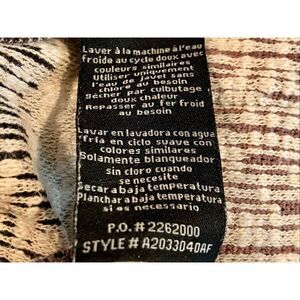 Laver à la machine à l'eau
froide au cycle doux avec
couleurs similaires
Utiliser uniquement
l'eau de javel sans
chlore au besoin
Sécher par culbutage
doux chaleur
Repasser au fer froid
au besoin
Lavar en lavadora con agua
fría en ciclo suave con
colores similares
Solamente blanqueador
sin cloro cuando
se necesite
Secar a baja temperatura
Planchar a baja temperatura
si es necesario
P.O. # 2262000
STYLE # A2033040AF